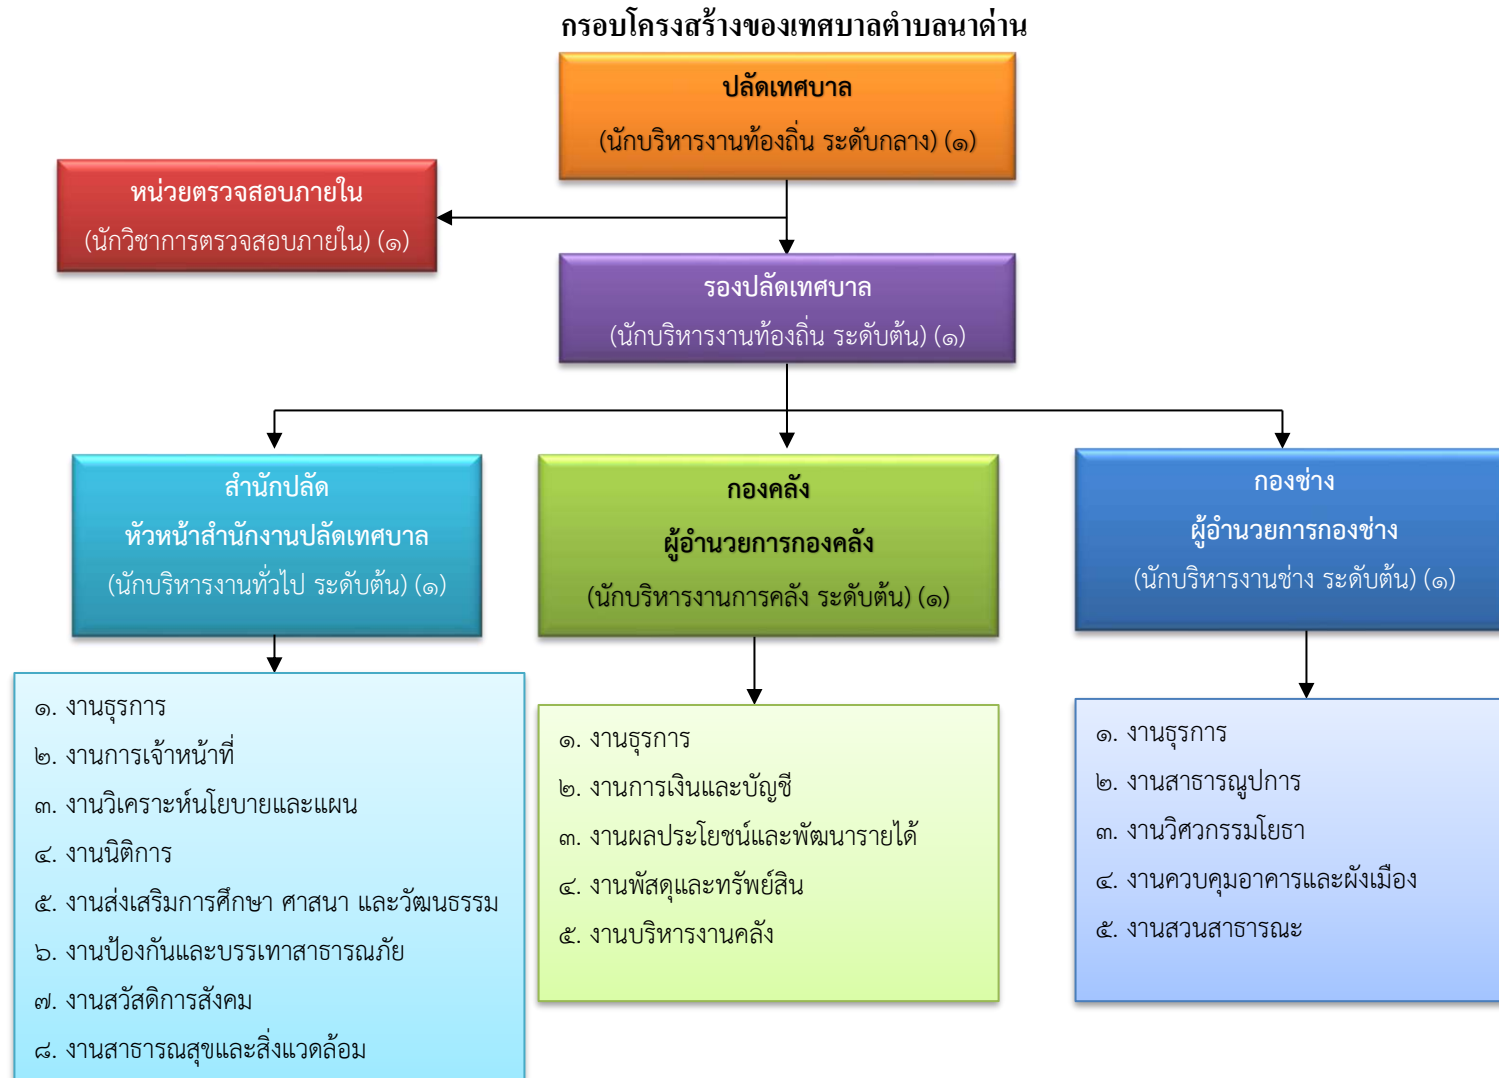 กรอบโครงสร้างของเทศบาลตำบลนาด่าน
ปลัดเทศบาล
(นักบริหารงานท้องถิ่น ระดับกลาง) (๑)
หน่วยตรวจสอบภายใน
(นักวิชาการตรวจสอบภายใน) (๑)
รองปลัดเทศบาล
(นักบริหารงานท้องถิ่น ระดับต้น) (๑)
สำนักปลัด
หัวหน้าสำนักงานปลัดเทศบาล
(นักบริหารงานทั่วไป ระดับต้น) (๑)
กองคลัง
ผู้อำนวยการกองคลัง
(นักบริหารงานการคลัง ระดับต้น) (๑)
กองช่าง
ผู้อำนวยการกองช่าง
(นักบริหารงานช่าง ระดับต้น) (๑)
๑. งานธุรการ
๒. งานการเจ้าหน้าที่
๓. งานวิเคราะห์นโยบายและแผน
๔. งานนิติการ
๕. งานส่งเสริมการศึกษา ศาสนา และวัฒนธรรม
๖. งานป้องกันและบรรเทาสาธารณภัย
๗. งานสวัสดิการสังคม
๘. งานสาธารณสุขและสิ่งแวดล้อม
๑. งานธุรการ
๒. งานการเงินและบัญชี
๓. งานผลประโยชน์และพัฒนารายได้
๔. งานพัสดุและทรัพย์สิน
๕. งานบริหารงานคลัง
๑. งานธุรการ
๒. งานสาธารณูปการ
๓. งานวิศวกรรมโยธา
๔. งานควบคุมอาคารและผังเมือง
๕. งานสวนสาธารณะ